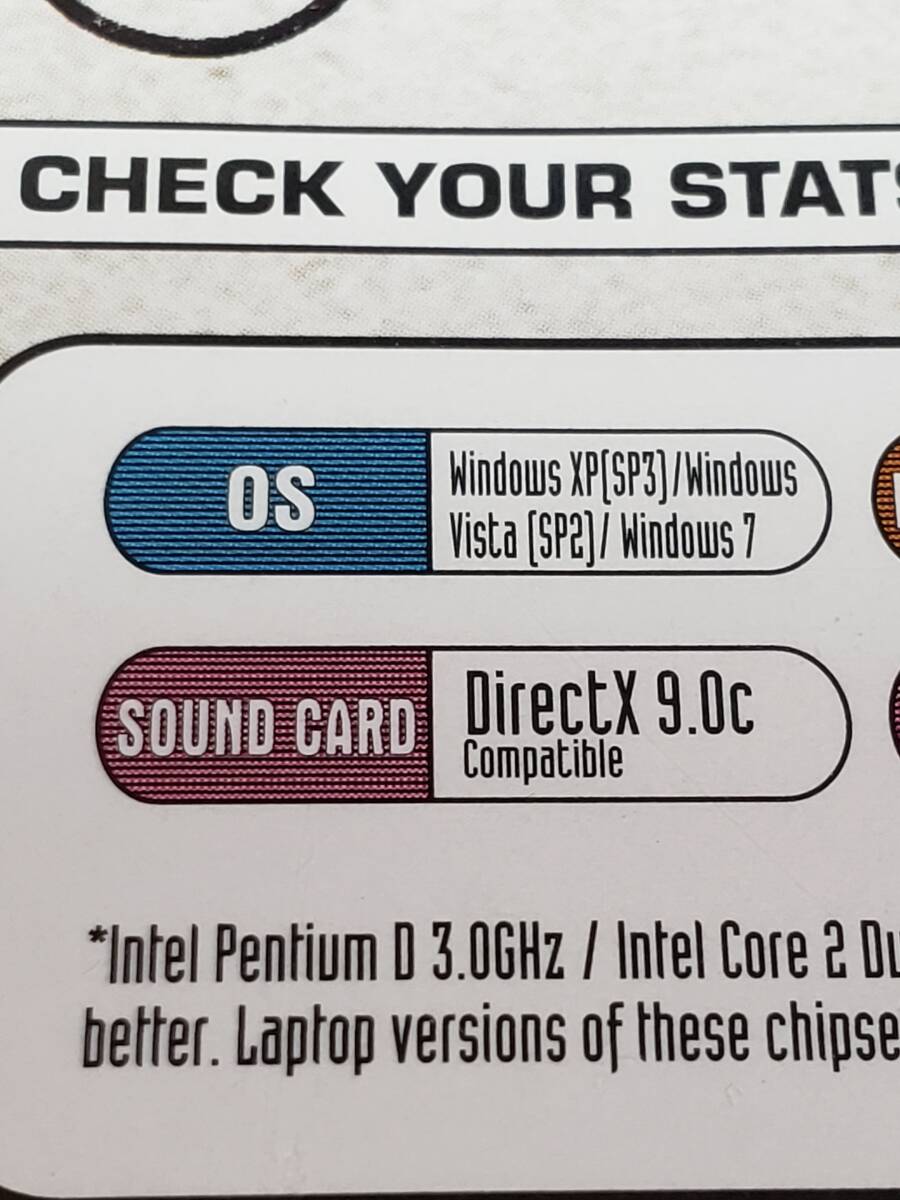 CHECK YOUR STATS
OS
Windows XP(SP3)/Windows
Vista (SP2)/ Windows 7
SOUND CARD
DirectX 9.0c
Compatible
*Intel Pentium D 3.0GHz / Intel Core 2
better. Laptop versions of these